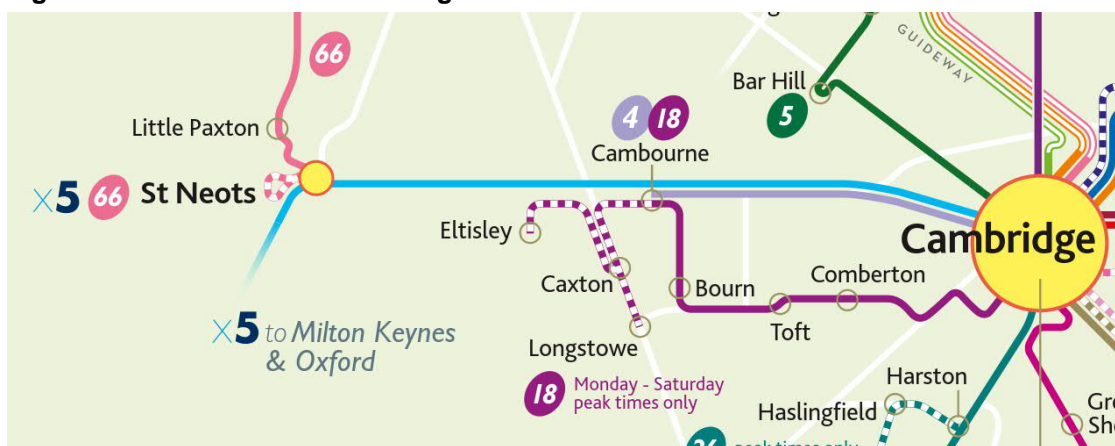 66
GUIDEWAY
Bar Hill
5
4 18
Cambourne
Little Paxton
X5 66 St Neots
Eltisley
Cambridge
Caxton
Bourn
Comberton
Toft
X5 to Milton Keynes
& Oxford
Longstowe
18 Monday - Saturday
peak times only
Harston
Haslingfield